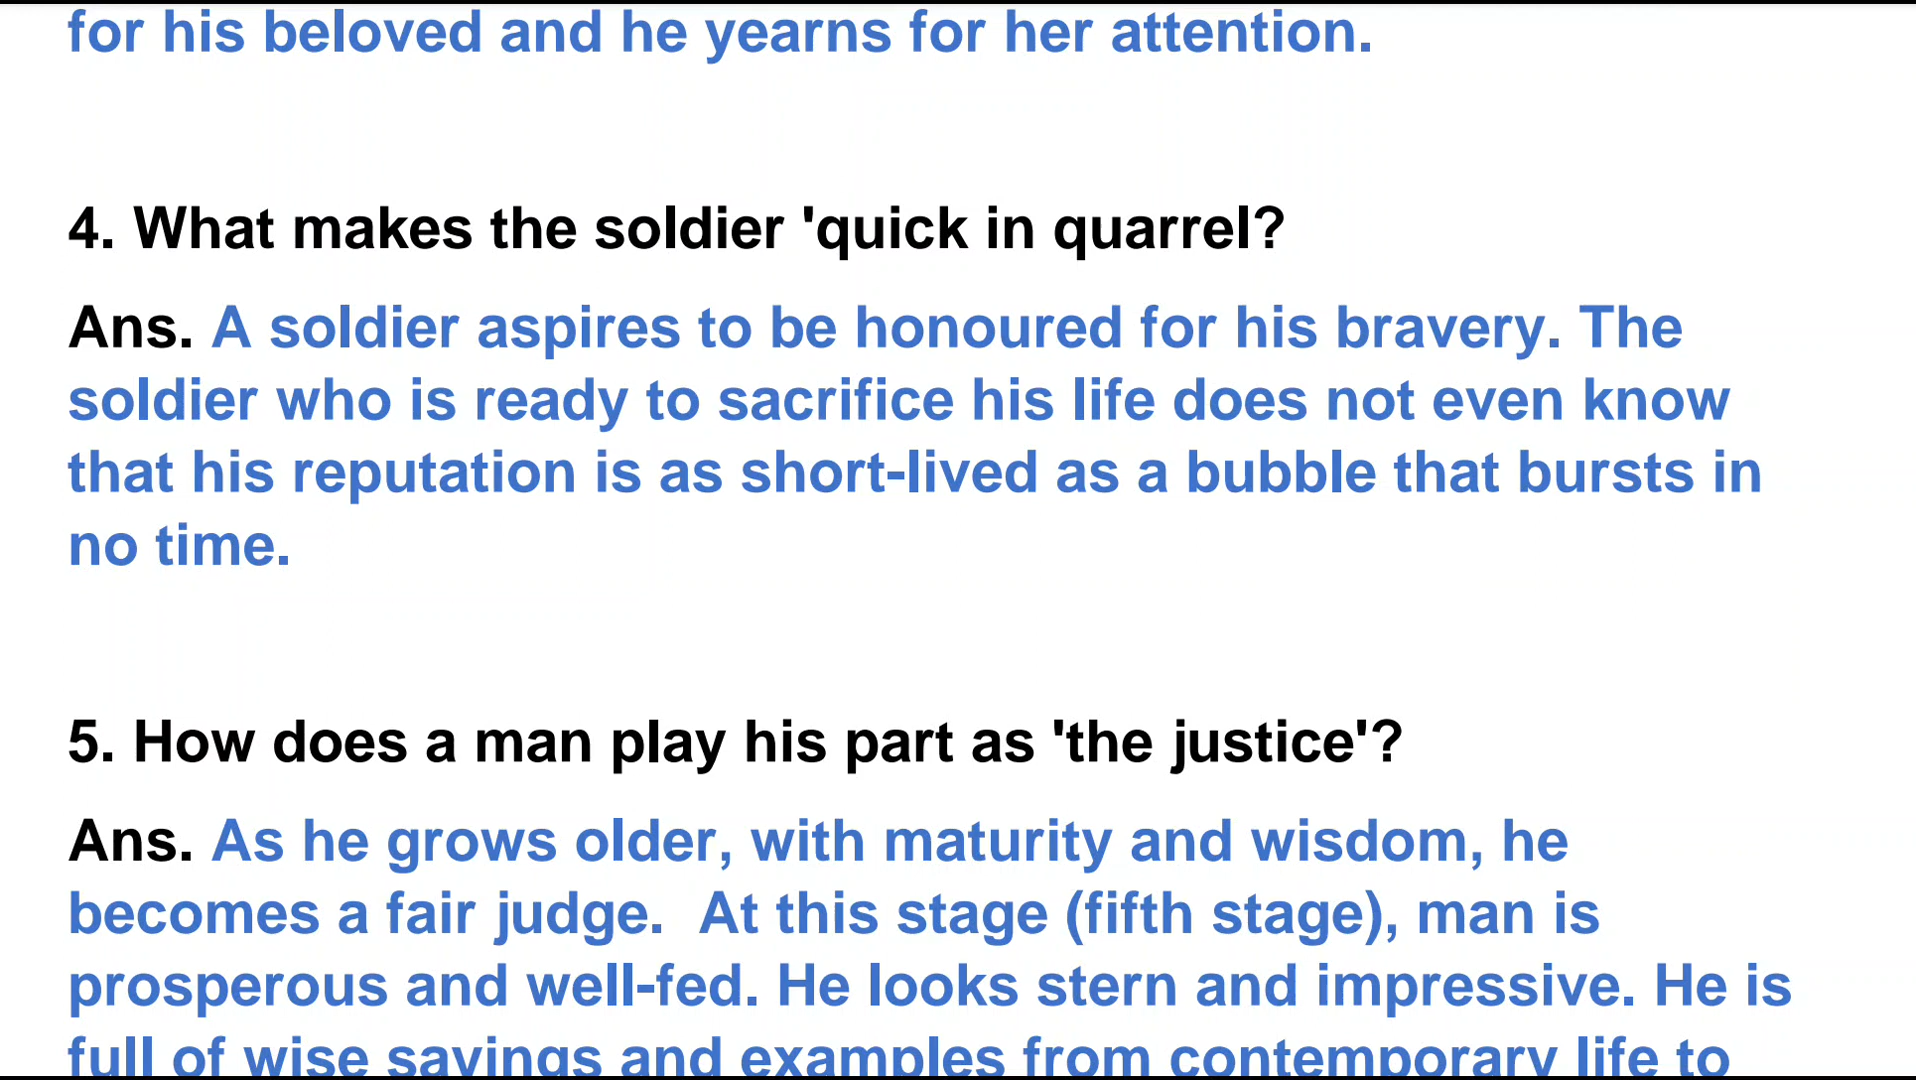 for his beloved and he yearns for her attention.
4. What makes the soldier 'quick in quarrel?
Ans. A soldier aspires to be honoured for his bravery. The
soldier who is ready to sacrifice his life does not even know
that his reputation is as short-lived as a bubble that bursts in
no time.
5. How does a man play his part as 'the justice'?
Ans. As he grows older, with maturity and wisdom, he
becomes a fair judge.  At this stage (fifth stage), man is
prosperous and well-fed. He looks stern and impressive. He is
full of wise sayings and examples from contemporary life to